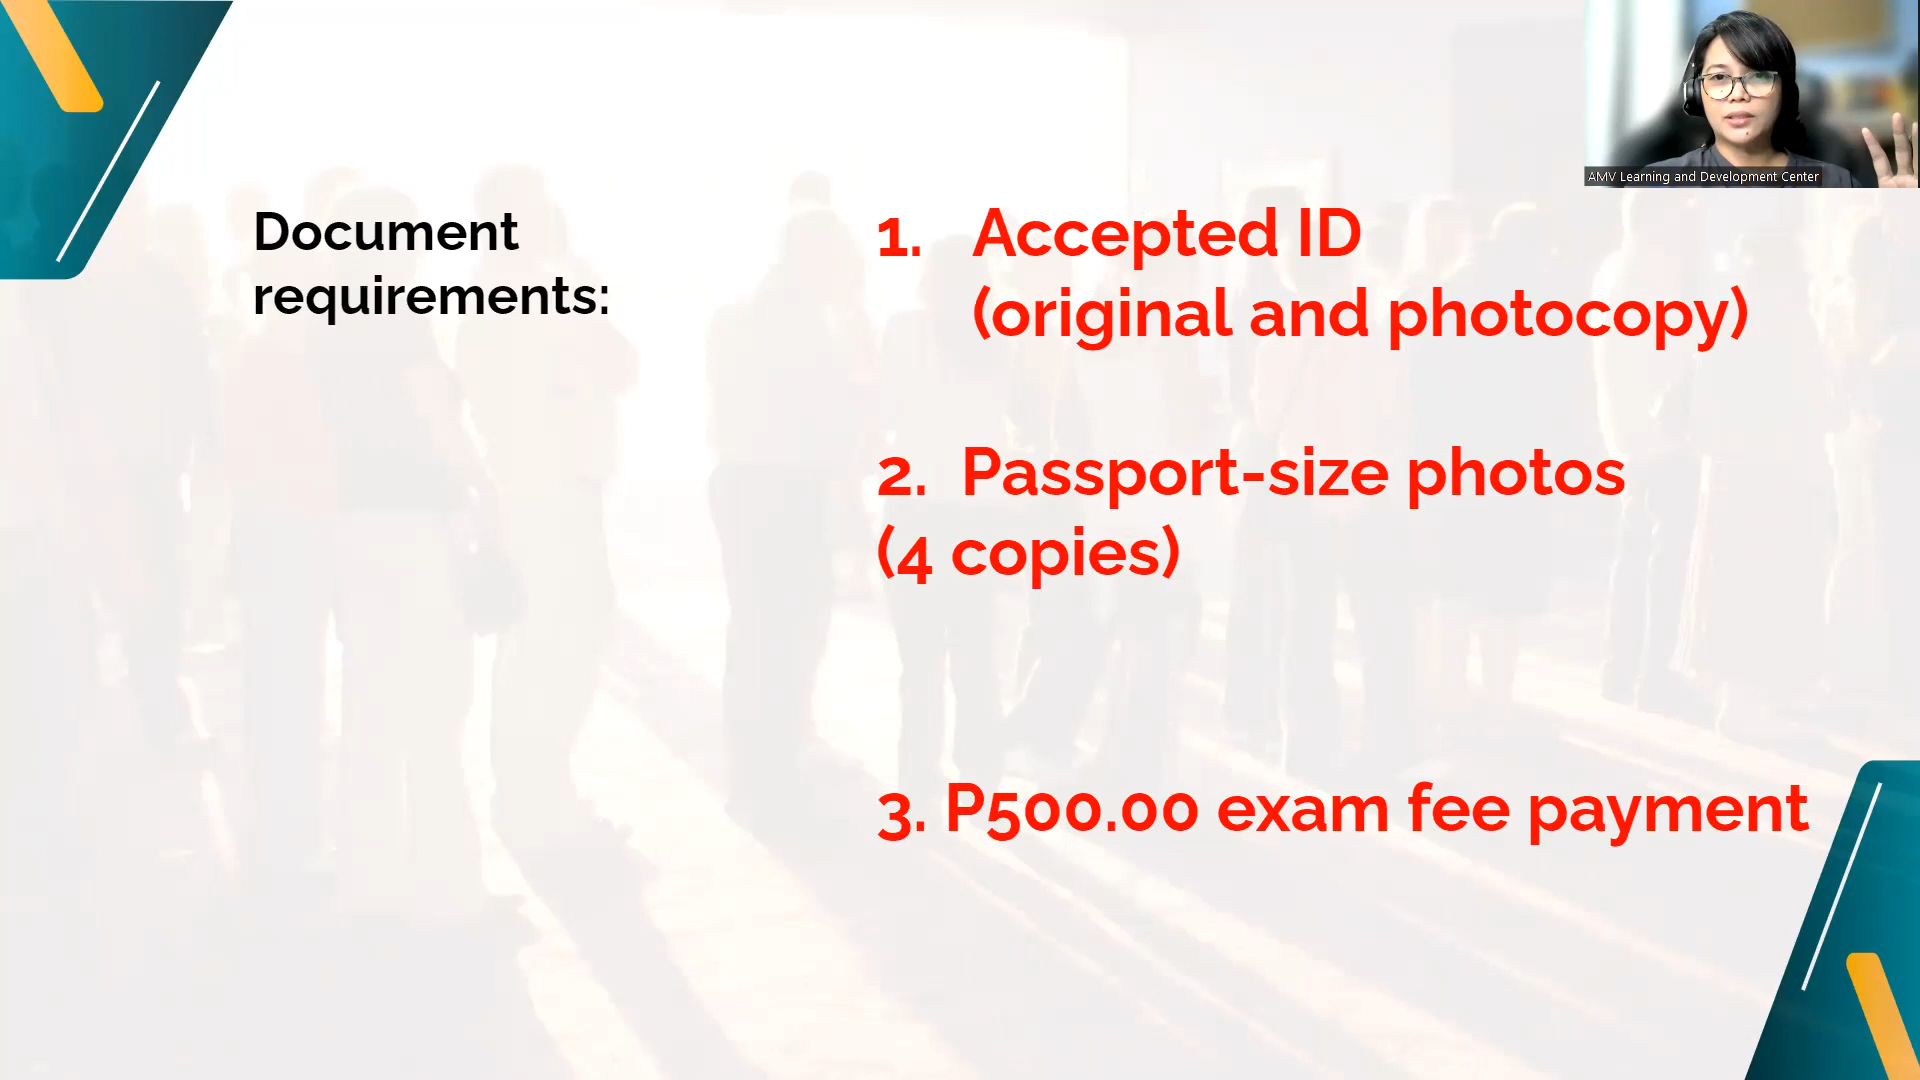 AMV Learning and Development Center
Document
requirements:
1. Accepted ID
(original and photocopy)
2. Passport-size photos
(4 copies)
3. P500.00 exam fee payment